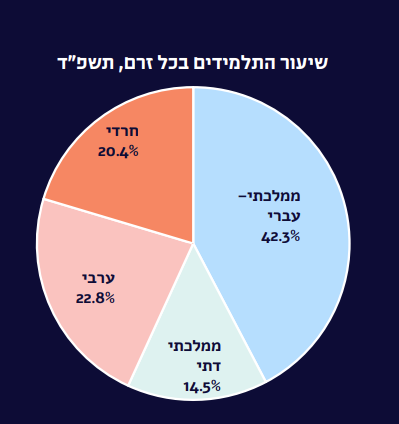 שיעור התלמידים בכל זרם, תשפ"ד
חרדי
20.4%
ממלכתי–
עברי
42.3%
ערבי
22.8%
ממלכתי
דתי
14.5%